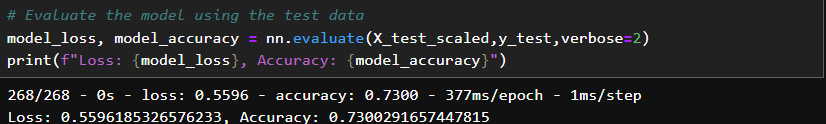 # Evaluate the model using the test data
model_loss, model_accuracy = nn.evaluate(X_test_scaled,y_test,verbose=2)
print(f"Loss: {model_loss}, Accuracy: {model_accuracy}")
268/268 - 0s - loss: 0.5596 - accuracy: 0.7300 - 377ms/epoch - 1ms/step
Loss: 0.5596185326576233, Accuracy: 0.7300291657447815